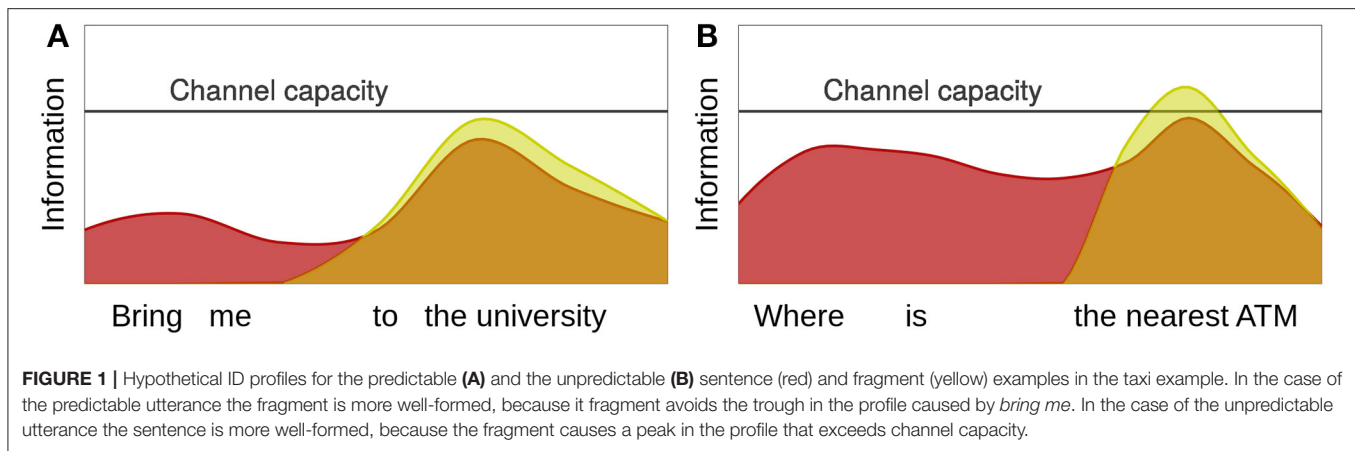 A
B
Channel capacity
Channel capacity
Information
Information
Bring me to the university
Where is the nearest ATM
FIGURE 1 | Hypothetical ID profiles for the predictable (A) and the unpredictable (B) sentence (red) and fragment (yellow) examples in the taxi example. In the case of
the predictable utterance the fragment is more well-formed, because it fragment avoids the trough in the profile caused by bring me. In the case of the unpredictable
utterance the sentence is more well-formed, because the fragment causes a peak in the profile that exceeds channel capacity.